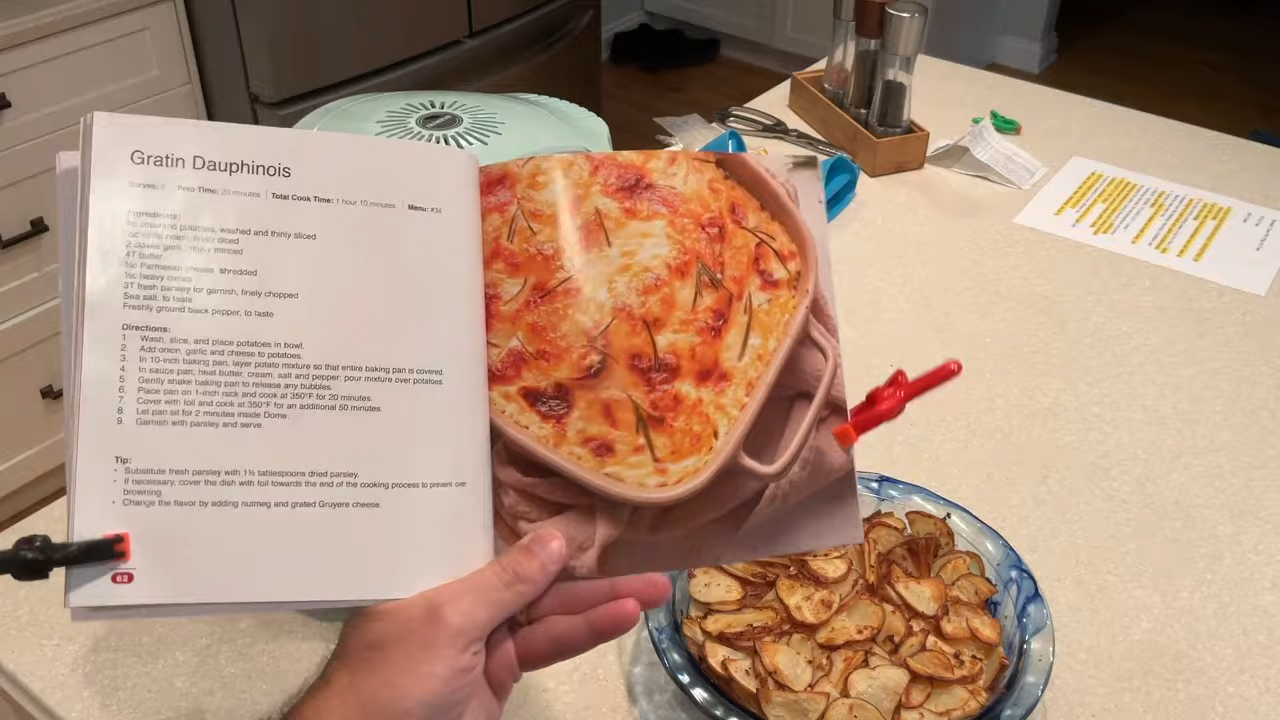 Gratin Dauphinois
Serves: 6 Prep Time: 20 minutes Total Cook Time: 1 hour 10 minutes Menu: #34
Ingredients:
potatoes, washed and thinly sliced
diced
2 cloves garlic, minced
4T butter
Parmesan cheese shredded
heavy cream
3T fresh parsley for garnish, finely chopped
Sea salt, to taste
Freshly ground black pepper, to taste
Directions:
1. Wash, slice, and place potatoes in bowl.
2. Add onion, garlic and cheese to potatoes.
3. In 10-inch baking pan, layer potato mixture so that entire baking pan is covered.
4. In sauce pan, heat butter, cream, salt and pepper; pour mixture over potatoes.
5. Gently shake baking pan to release any bubbles.
6. Place pan on 1-inch rack and cook at 350°F for 20 minutes.
7. Cover with foil and cook at 350°F for an additional 50 minutes.
8. Let pan sit for 2 minutes inside Dome.
9. Garnish with parsley and serve.
Tip:
• Substitute fresh parsley with 1½ tablespoons dried parsley.
• If necessary, cover the dish with foil towards the end of the cooking process to prevent over
browning.
• Change the flavor by adding nutmeg and grated Gruyere cheese.
62